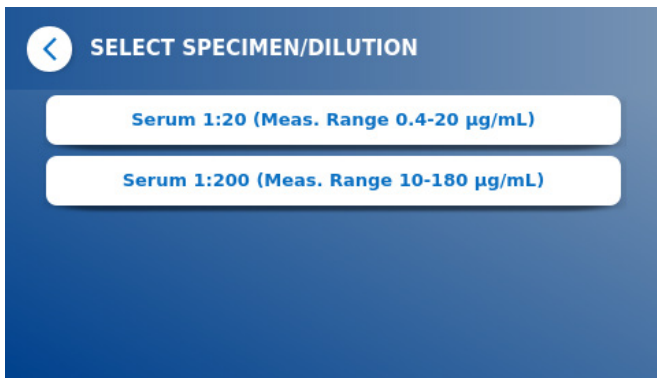 SELECT SPECIMEN/DILUTION
Serum 1:20 (Meas. Range 0.4-20 µg/mL)
Serum 1:200 (Meas. Range 10-180 µg/mL)